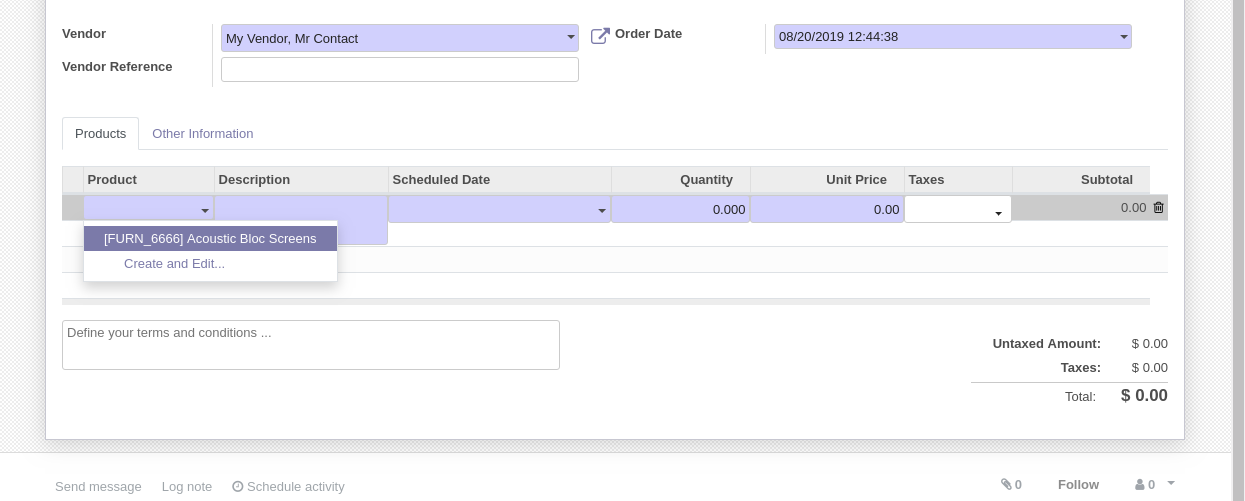 Vendor My Vendor, Mr Contact Order Date 08/20/2019 12:44:38
Vendor Reference
Products Other Information
Product Description Scheduled Date Quantity Unit Price Taxes Subtotal
0.000 0.00 0.00
[FURN_6666] Acoustic Bloc Screens
Create and Edit...
Define your terms and conditions ...
Untaxed Amount: $ 0.00
Taxes: $ 0.00
Total: $ 0.00
Send message Log note Schedule activity 0 Follow 0